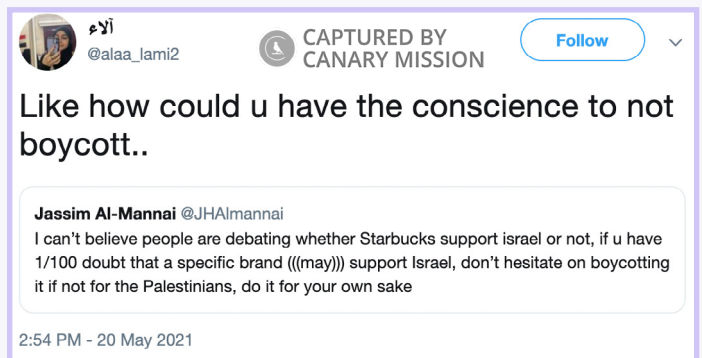 آلاء
@alaa_lami2
CAPTURED BY
CANARY MISSION
Follow
Like how could u have the conscience to not
boycott..
Jassim Al-Mannai @JHAlmannai
I can't believe people are debating whether Starbucks support israel or not, if u have
1/100 doubt that a specific brand (((may))) support Israel, don't hesitate on boycotting
it if not for the Palestinians, do it for your own sake
2:54 PM - 20 May 2021